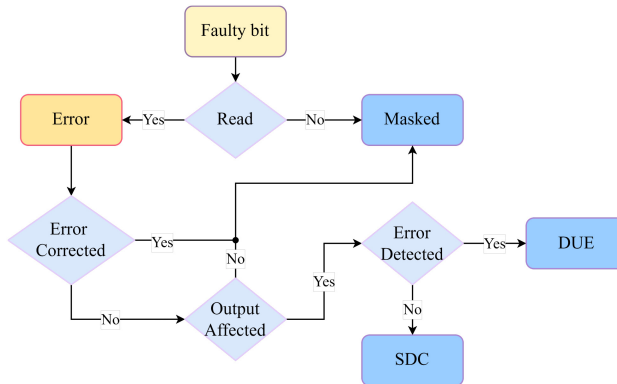 Faulty bit
Error
Yes
Read
No
Masked
Error
Corrected
Yes
No
Error
Detected
Yes
DUE
Yes
No
Output
Affected
No
SDC